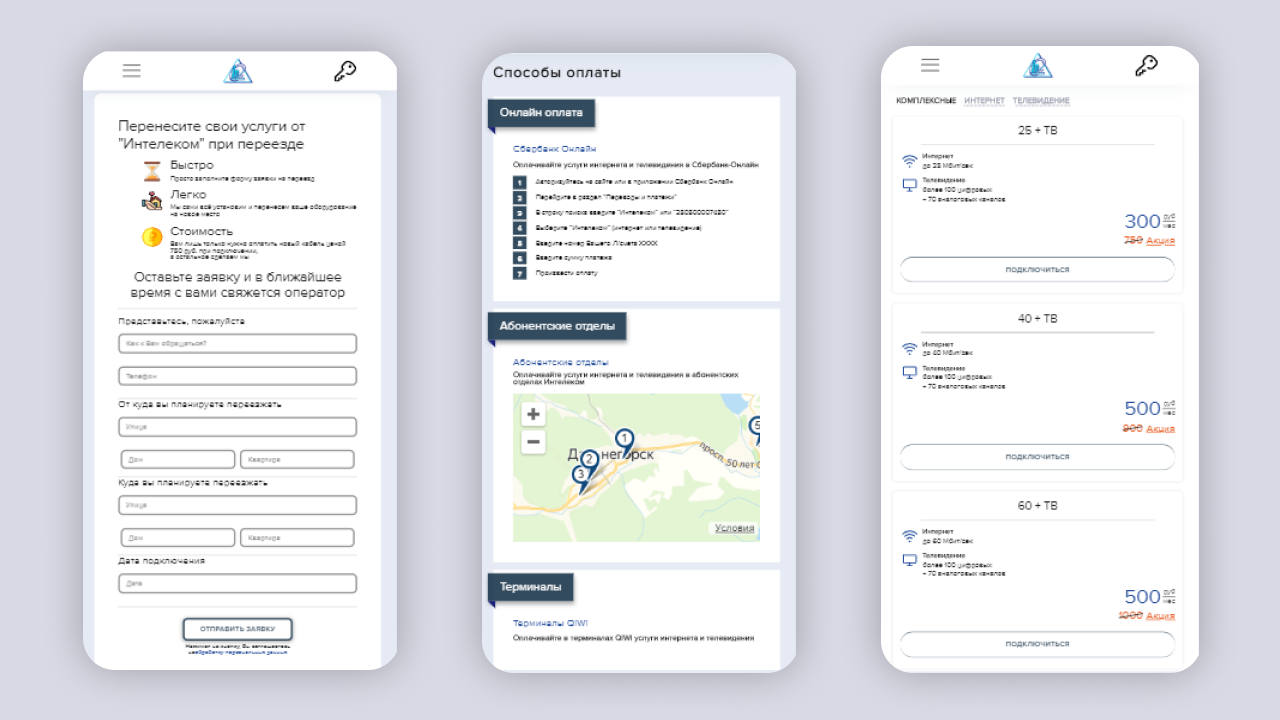 Перенесите свои услуги от
"Интелеком" при переезде
Быстро
Просто заполните форму заявки на переезд
Легко
Мы сами всё установим и перенесем ваше оборудование
на новое место
Стоимость
Вам лишь только нужно оплатить новый кабель ценой
750 руб. при подключении,
а остальное сделаем мы
Оставьте заявку и в ближайшее
время с вами свяжется оператор
Представьтесь, пожалуйста
Как к Вам обращаться?
Телефон
От куда вы планируете переезжать
Улица
Дом
Квартира
Куда вы планируете переезжать
Улица
Дом
Квартира
Дата подключения
Дата
ОТПРАВИТЬ ЗАЯВКУ
Нажимая на кнопку, Вы соглашаетесь
на обработку персональных данных
Способы оплаты
Онлайн оплата
Сбербанк Онлайн
Оплачивайте услуги интернета и телевидения в Сбербанк-Онлайн
1 Авторизуйтесь на сайте или в приложении Сбербанк Онлайн
2 Перейдите в раздел "Переводы и платежи"
3 В строку поиска введите "Интелеком" или
4 Выберите "Интелеком" (интернет или телевидение)
5 Введите номер Вашего Л/счета XXXX
6 Введите сумму платежа
7 Произвести оплату
Абонентские отделы
Абонентские отделы
Оплачивайте услуги интернета и телевидения в абонентских
отделах Интелеком
+
−
1
2
3
5
просп. 50 лет
Условия
Терминалы
Терминалы QIWI
Оплачивайте в терминалах QIWI услуги интернета и телевидения
КОМПЛЕКСНЫЕ ИНТЕРНЕТ ТЕЛЕВИДЕНИЕ
25 + ТВ
Интернет
до 25 Мбит/сек
Телевидение
более 100 цифровых
+ 70 аналоговых каналов
300 руб мес
750 Акция
ПОДКЛЮЧИТЬСЯ
40 + ТВ
Интернет
до 40 Мбит/сек
Телевидение
более 100 цифровых
+ 70 аналоговых каналов
500 руб мес
900 Акция
ПОДКЛЮЧИТЬСЯ
60 + ТВ
Интернет
до 60 Мбит/сек
Телевидение
более 100 цифровых
+ 70 аналоговых каналов
500 руб мес
1000 Акция
ПОДКЛЮЧИТЬСЯ